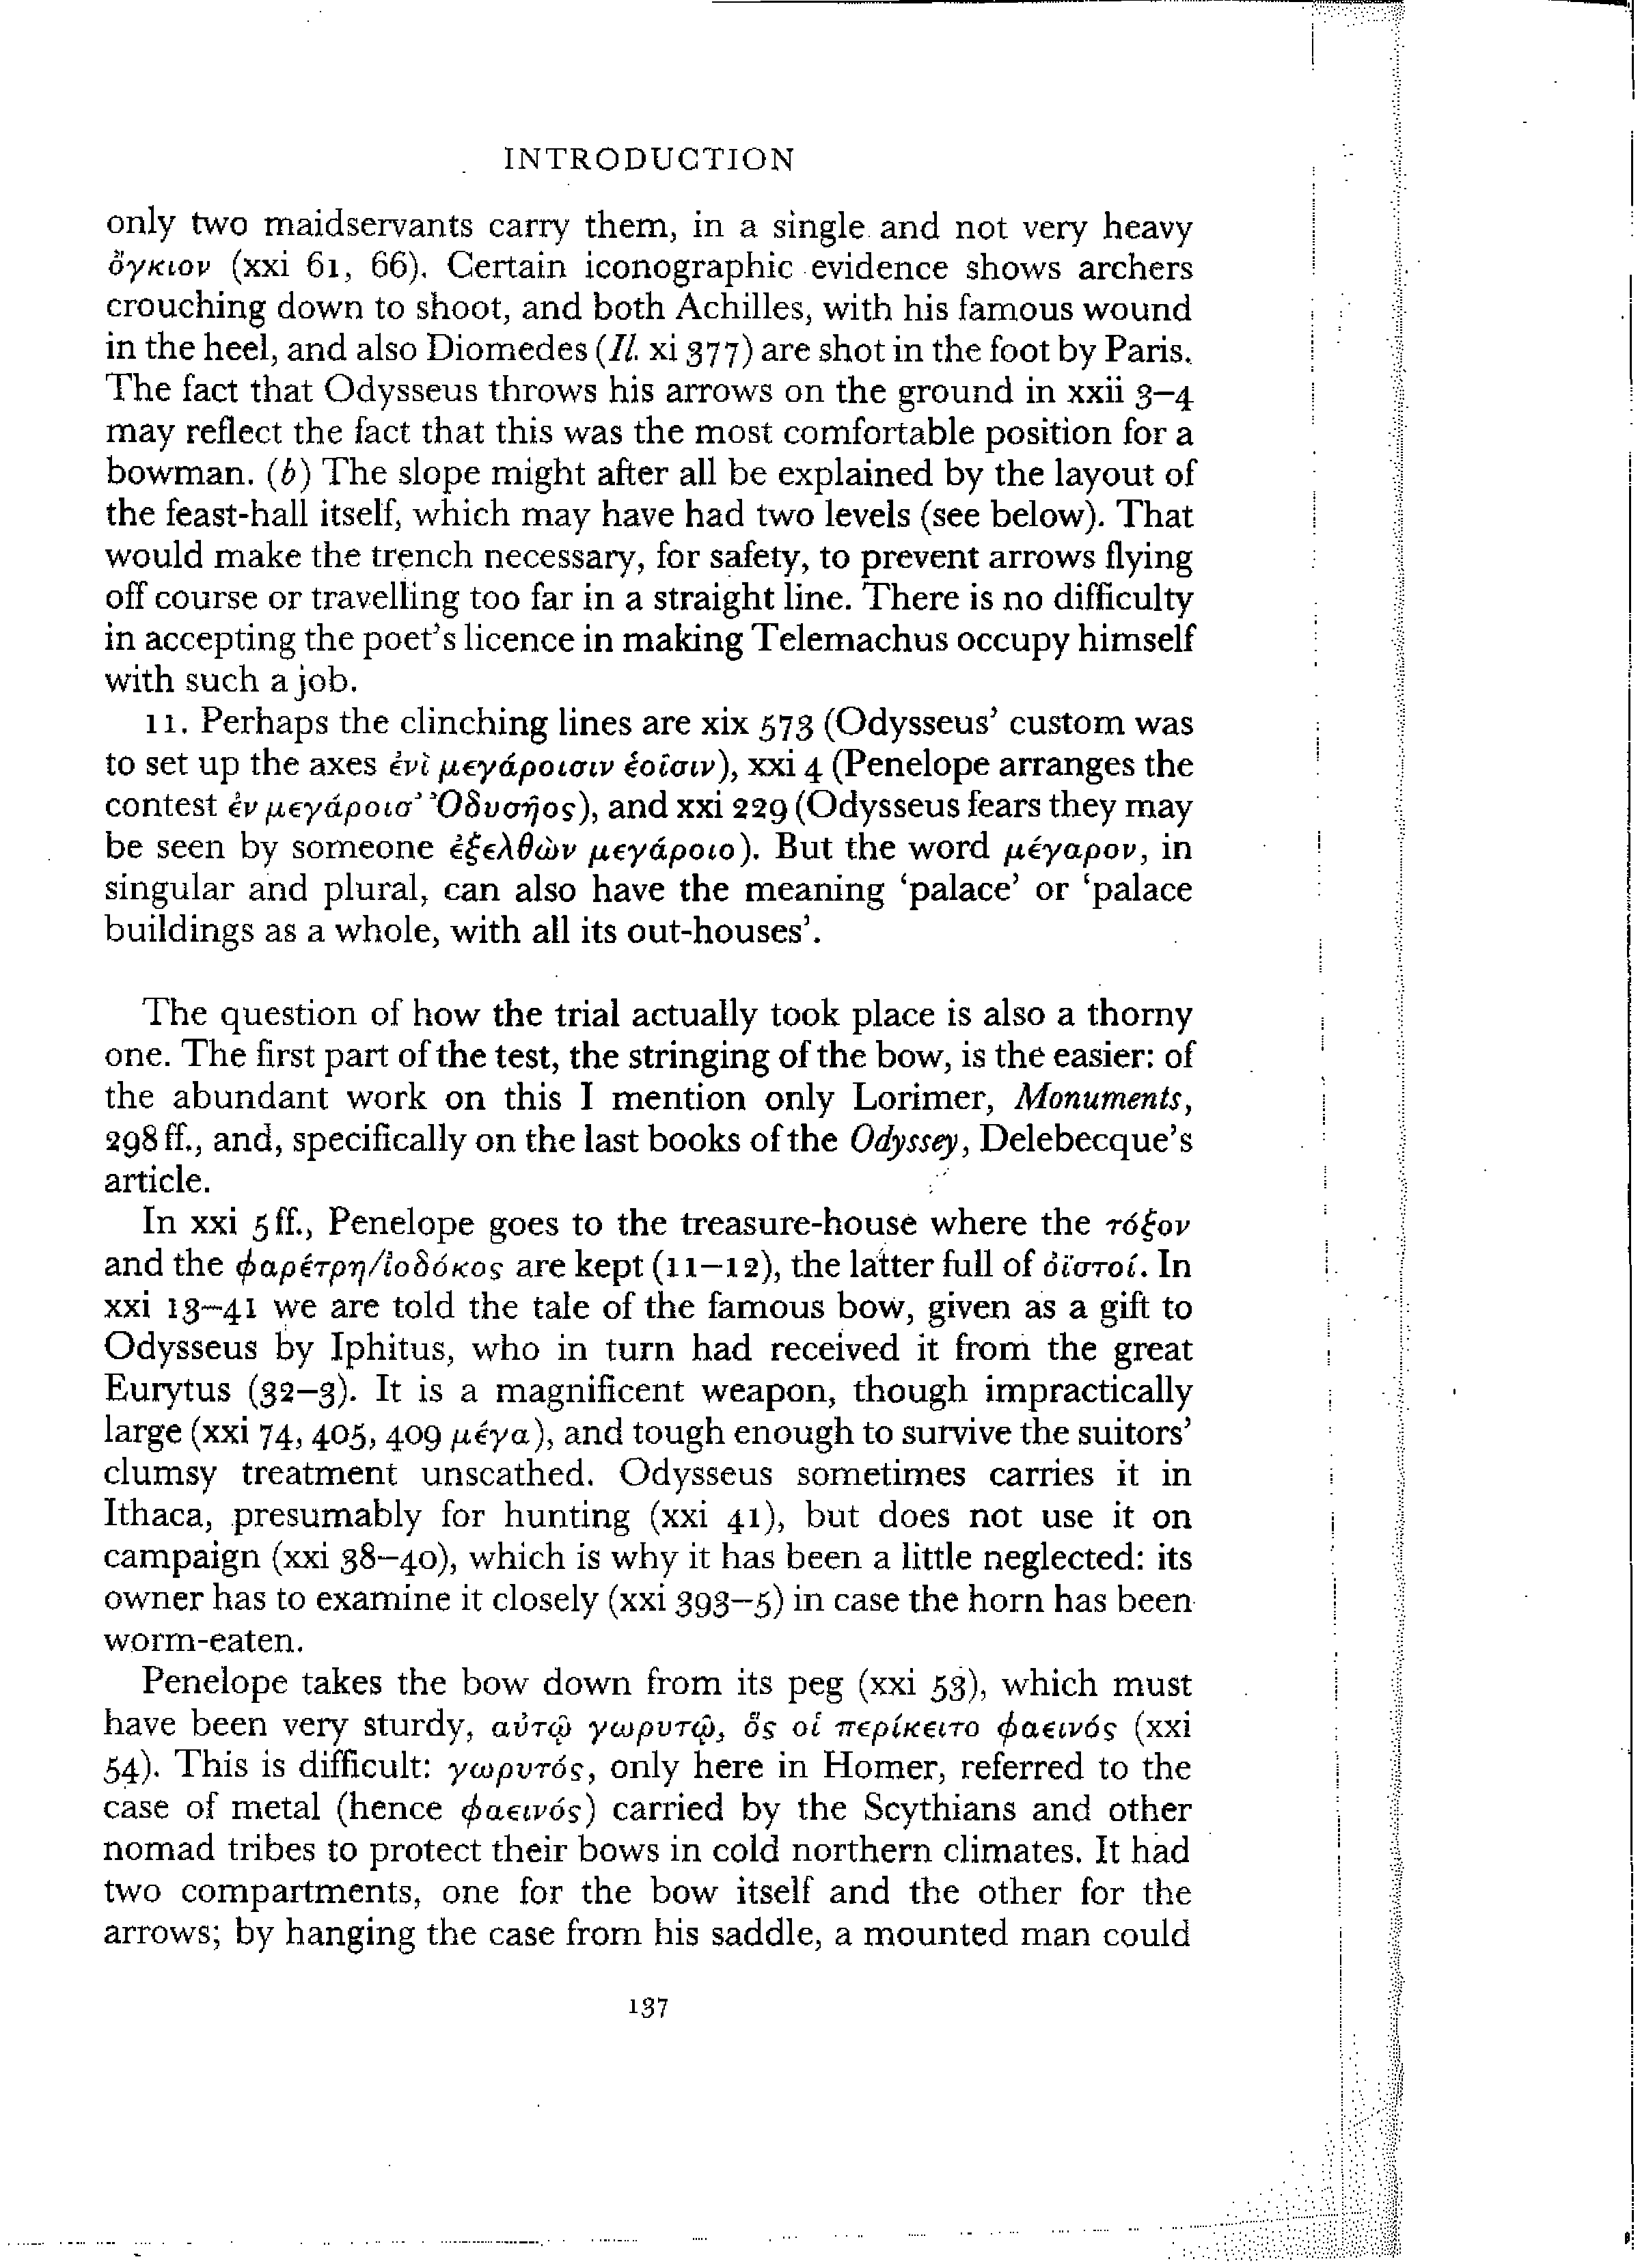 INTRODUCTION
only two maidservants carry them, in a single and not very heavy
ὄγκιον (xxi 61, 66). Certain iconographic evidence shows archers
crouching down to shoot, and both Achilles, with his famous wound
in the heel, and also Diomedes (Il. xi 377) are shot in the foot by Paris.
The fact that Odysseus throws his arrows on the ground in xxii 3–4
may reflect the fact that this was the most comfortable position for a
bowman. (b) The slope might after all be explained by the layout of
the feast-hall itself, which may have had two levels (see below). That
would make the trench necessary, for safety, to prevent arrows flying
off course or travelling too far in a straight line. There is no difficulty
in accepting the poet's licence in making Telemachus occupy himself
with such a job.
11. Perhaps the clinching lines are xix 573 (Odysseus' custom was
to set up the axes ἐνὶ μεγάροισιν ἑοῖσιν), xxi 4 (Penelope arranges the
contest ἐν μεγάροισ' Ὀδυσῆος), and xxi 229 (Odysseus fears they may
be seen by someone ἐξελθὼν μεγάροιο). But the word μέγαρον, in
singular and plural, can also have the meaning 'palace' or 'palace
buildings as a whole, with all its out-houses'.
The question of how the trial actually took place is also a thorny
one. The first part of the test, the stringing of the bow, is the easier: of
the abundant work on this I mention only Lorimer, Monuments,
298 ff., and, specifically on the last books of the Odyssey, Delebecque's
article.
In xxi 5 ff., Penelope goes to the treasure-house where the τόξον
and the φαρέτρη/ἰοδόκος are kept (11–12), the latter full of ὀϊστοί. In
xxi 13–41 we are told the tale of the famous bow, given as a gift to
Odysseus by Iphitus, who in turn had received it from the great
Eurytus (32–3). It is a magnificent weapon, though impractically
large (xxi 74, 405, 409 μέγα), and tough enough to survive the suitors'
clumsy treatment unscathed. Odysseus sometimes carries it in
Ithaca, presumably for hunting (xxi 41), but does not use it on
campaign (xxi 38–40), which is why it has been a little neglected: its
owner has to examine it closely (xxi 393–5) in case the horn has been
worm-eaten.
Penelope takes the bow down from its peg (xxi 53), which must
have been very sturdy, αὐτῷ γωρυτῷ, ὅς οἱ περίκειτο φαεινός (xxi
54). This is difficult: γωρυτός, only here in Homer, referred to the
case of metal (hence φαεινός) carried by the Scythians and other
nomad tribes to protect their bows in cold northern climates. It had
two compartments, one for the bow itself and the other for the
arrows; by hanging the case from his saddle, a mounted man could
137